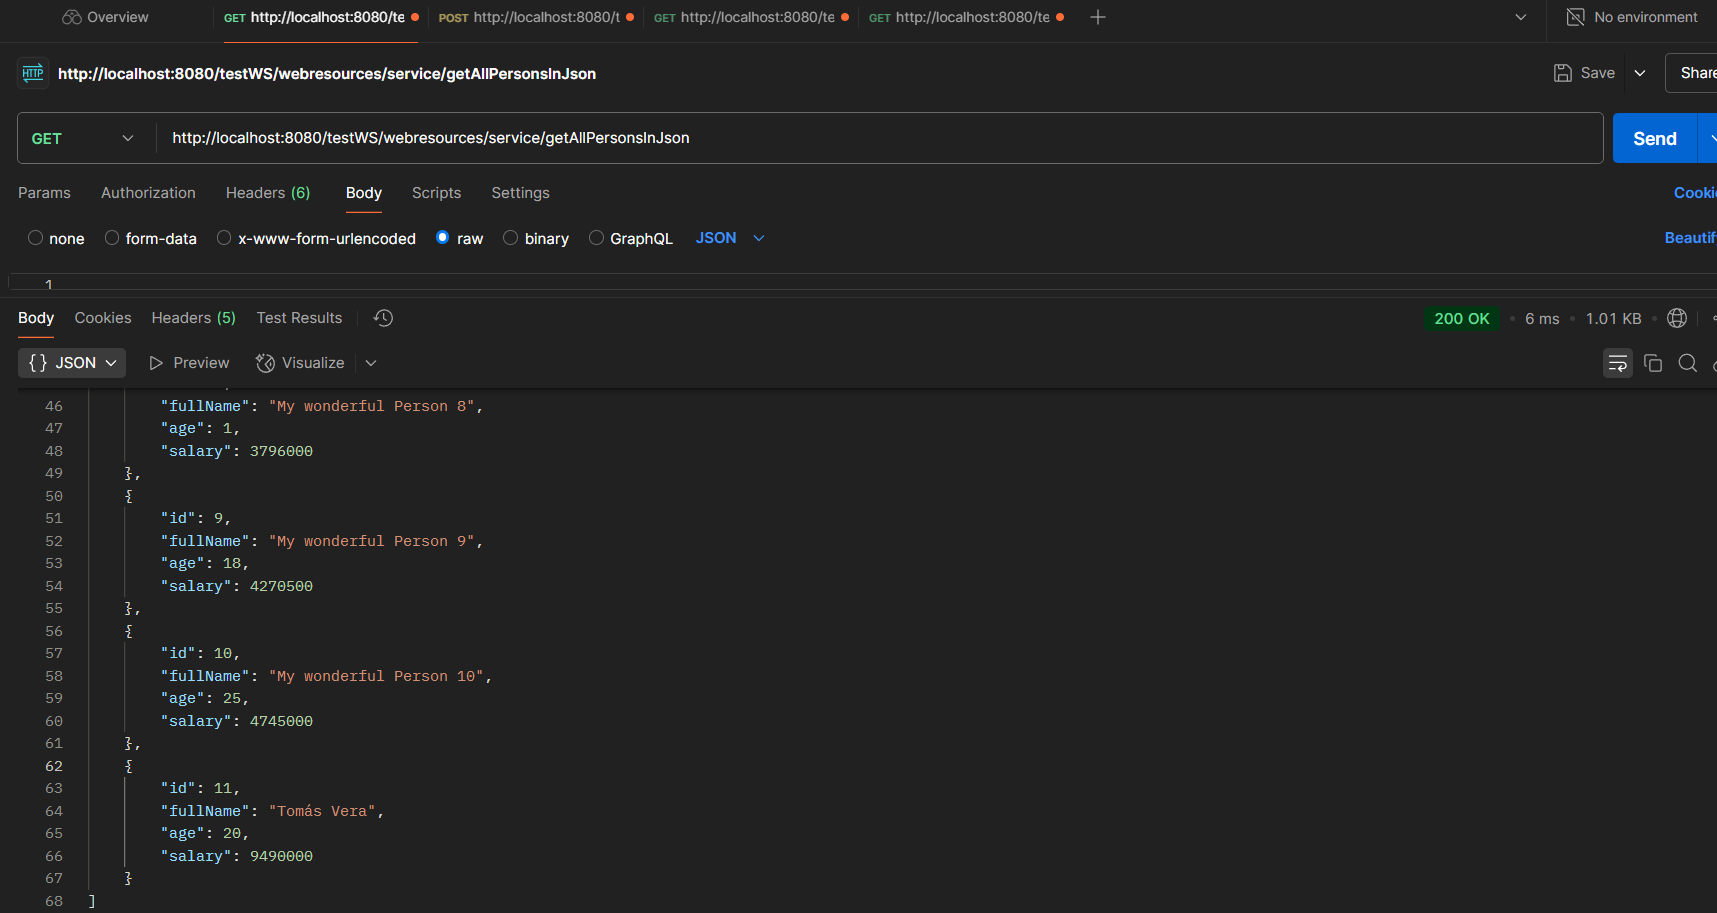 Overview GET http://localhost:8080/te POST http://localhost:8080/t GET http://localhost:8080/te GET http://localhost:8080/te No environment
HTTP http://localhost:8080/testWS/webresources/service/getAllPersonsInJson Save Share
GET http://localhost:8080/testWS/webresources/service/getAllPersonsInJson Send
Params Authorization Headers (6) Body Scripts Settings Cookie
none form-data x-www-form-urlencoded raw binary GraphQL JSON Beautif
1
Body Cookies Headers (5) Test Results 200 OK 6 ms 1.01 KB
{} JSON Preview Visualize
46 "fullName": "My wonderful Person 8",
47 "age": 1,
48 "salary": 3796000
49 },
50 {
51 "id": 9,
52 "fullName": "My wonderful Person 9",
53 "age": 18,
54 "salary": 4270500
55 },
56 {
57 "id": 10,
58 "fullName": "My wonderful Person 10",
59 "age": 25,
60 "salary": 4745000
61 },
62 {
63 "id": 11,
64 "fullName": "Tomás Vera",
65 "age": 20,
66 "salary": 9490000
67 }
68 ]